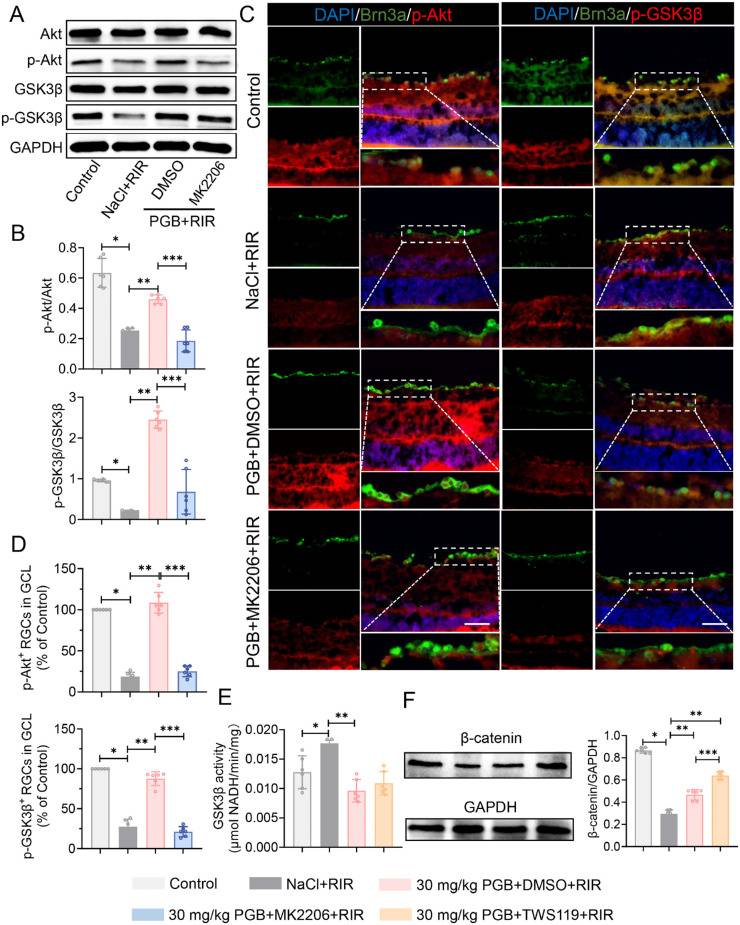 A
Akt
p-Akt
GSK3β
p-GSK3β
GAPDH
Control
NaCl+RIR
DMSO
MK2206
PGB+RIR
B
p-Akt/Akt
0.8
0.6
0.4
0.2
0.0
*
**
***
p-GSK3β/GSK3β
3
2
1
0
*
**
***
C
DAPI/Brn3a/p-Akt
DAPI/Brn3a/p-GSK3β
Control
NaCl+RIR
PGB+DMSO+RIR
PGB+MK2206+RIR
D
p-Akt+ RGCs in GCL
(% of Control)
150
100
50
25
0
*
**
***
p-GSK3β+ RGCs in GCL
(% of Control)
150
100
50
25
0
*
**
***
E
GSK3β activity
(μmol NADH/min/mg)
0.020
0.015
0.010
0.005
0.000
*
**
F
β-catenin
GAPDH
β-catenin/GAPDH
1.0
0.8
0.6
0.4
0.2
0.0
*
**
**
***
Control
NaCl+RIR
30 mg/kg PGB+DMSO+RIR
30 mg/kg PGB+MK2206+RIR
30 mg/kg PGB+TWS119+RIR